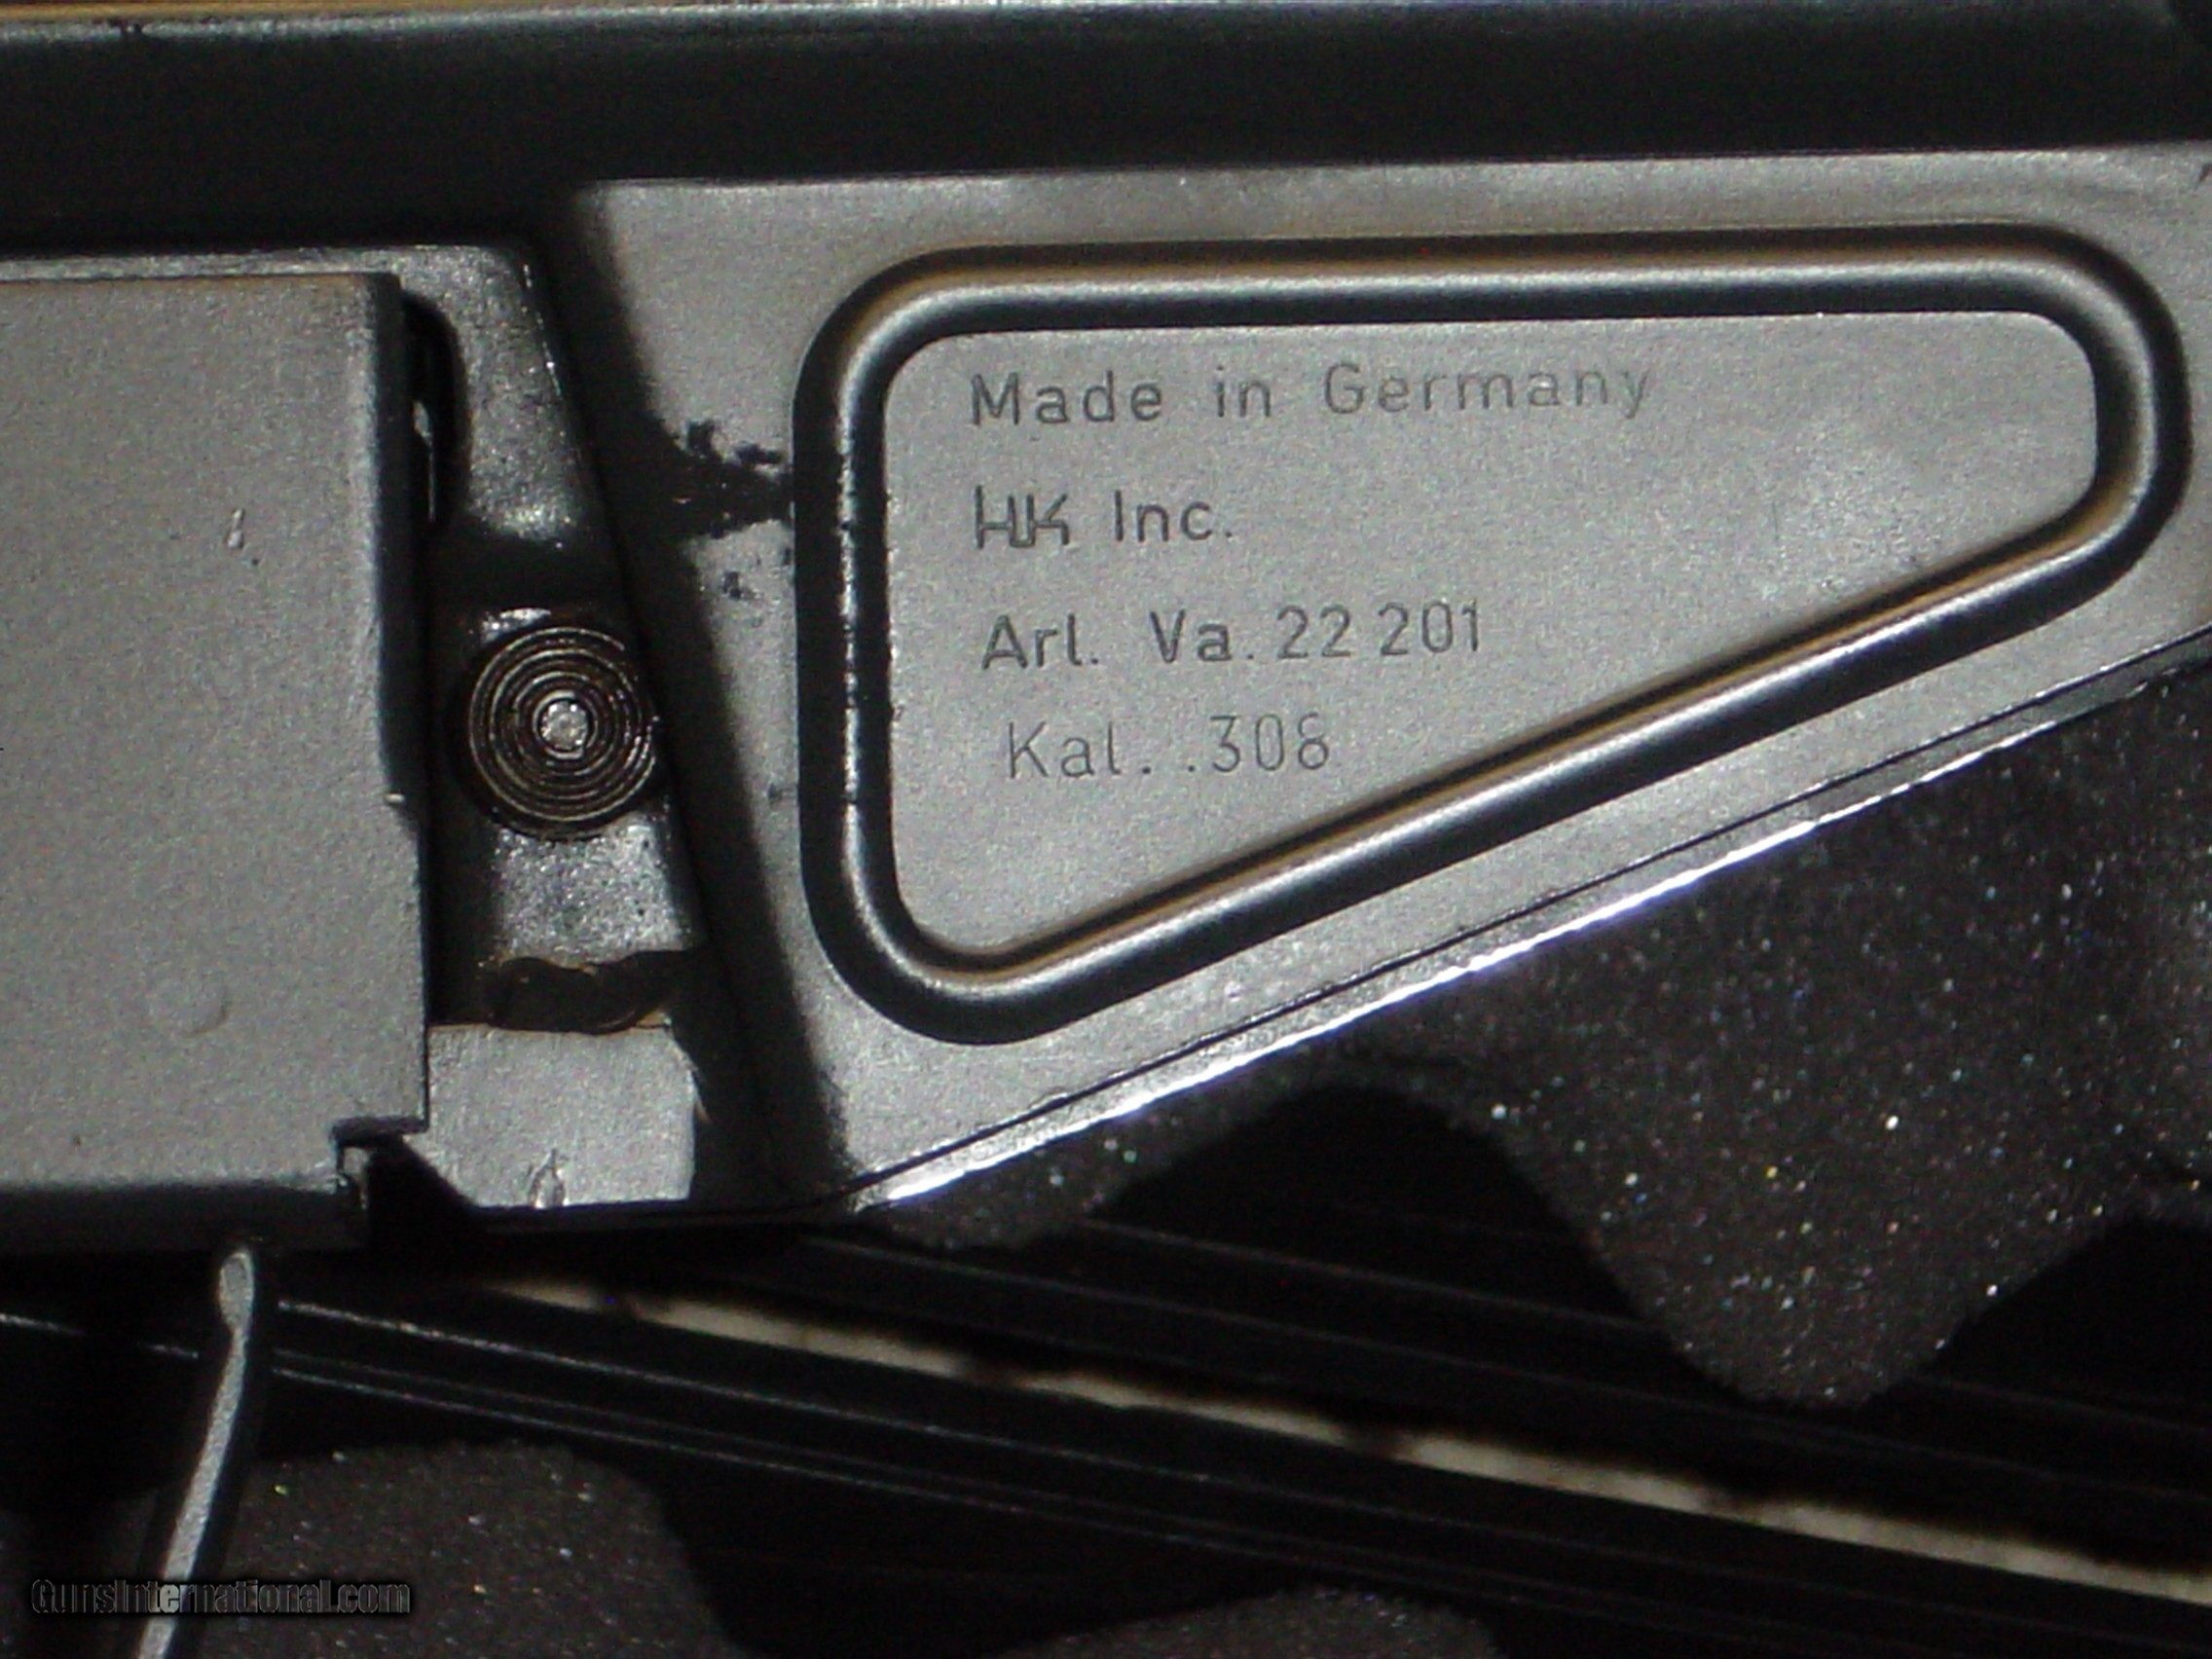 Made in Germany
HK Inc.
Arl. Va. 22 201
Kal. .308
GunsInternational.com